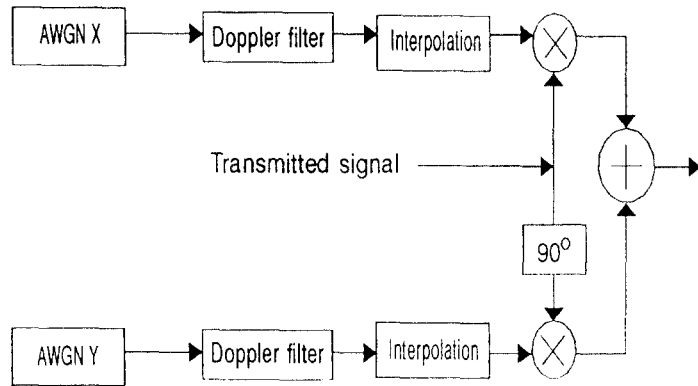 AWGN X
Doppler filter
Interpolation
Transmitted signal
90°
AWGN Y
Doppler filter
Interpolation